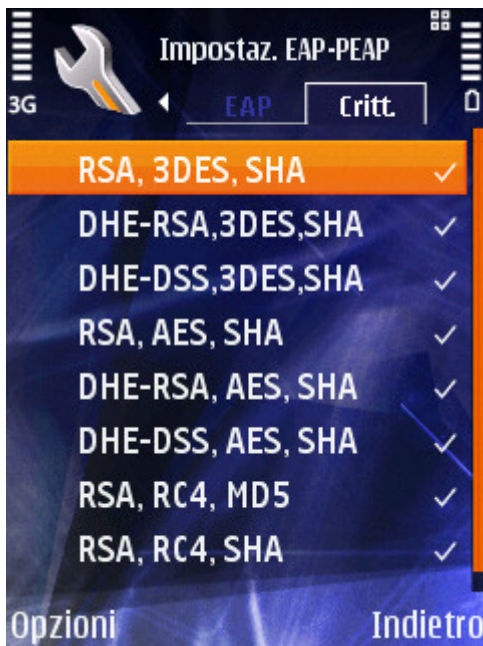 Impostaz. EAP-PEAP
3G
EAP
Critt.
RSA, 3DES, SHA
DHE-RSA,3DES,SHA
DHE-DSS,3DES,SHA
RSA, AES, SHA
DHE-RSA, AES, SHA
DHE-DSS, AES, SHA
RSA, RC4, MD5
RSA, RC4, SHA
Opzioni
Indietro